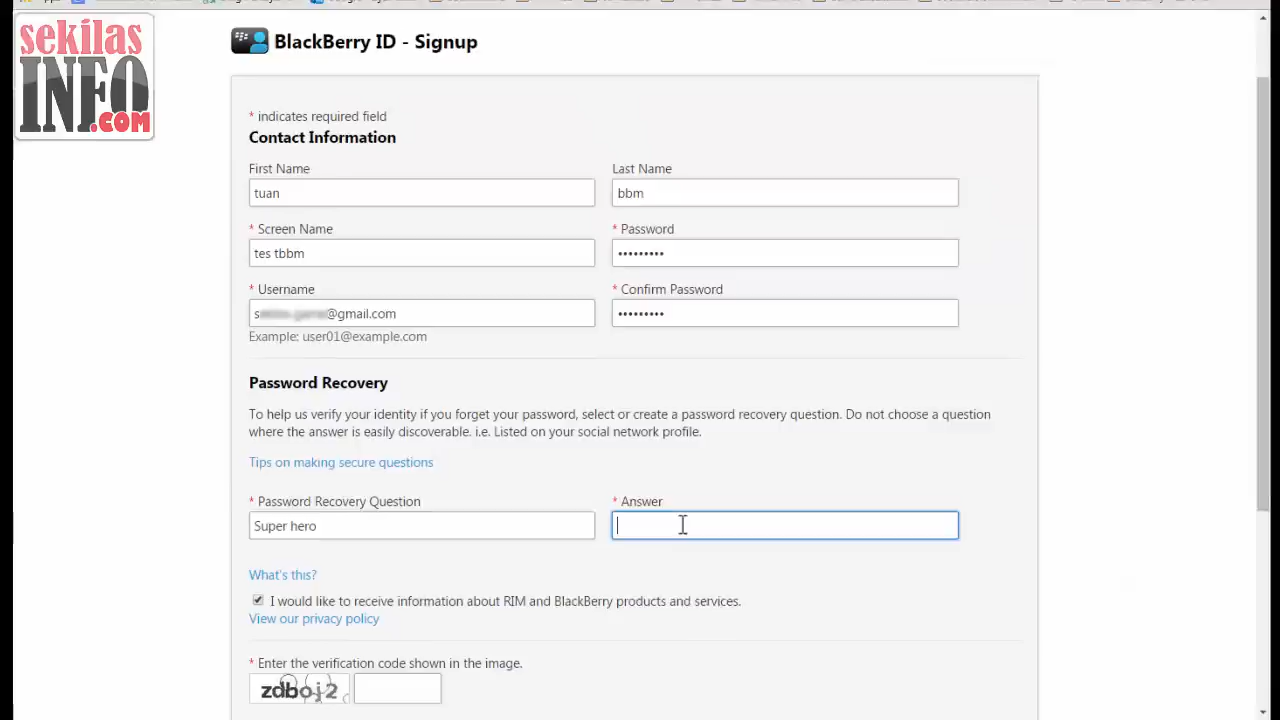 sekilas
INFO
.com
BlackBerry ID - Signup
* indicates required field
Contact Information
First Name
Last Name
tuan
bbm
* Screen Name
* Password
tes tbbm
•••••••••
* Username
* Confirm Password
s @gmail.com
•••••••••
Example: user01@example.com
Password Recovery
To help us verify your identity if you forget your password, select or create a password recovery question. Do not choose a question
where the answer is easily discoverable. i.e. Listed on your social network profile.
Tips on making secure questions
* Password Recovery Question
* Answer
Super hero
What's this?
I would like to receive information about RIM and BlackBerry products and services.
View our privacy policy
* Enter the verification code shown in the image.
zdboj2